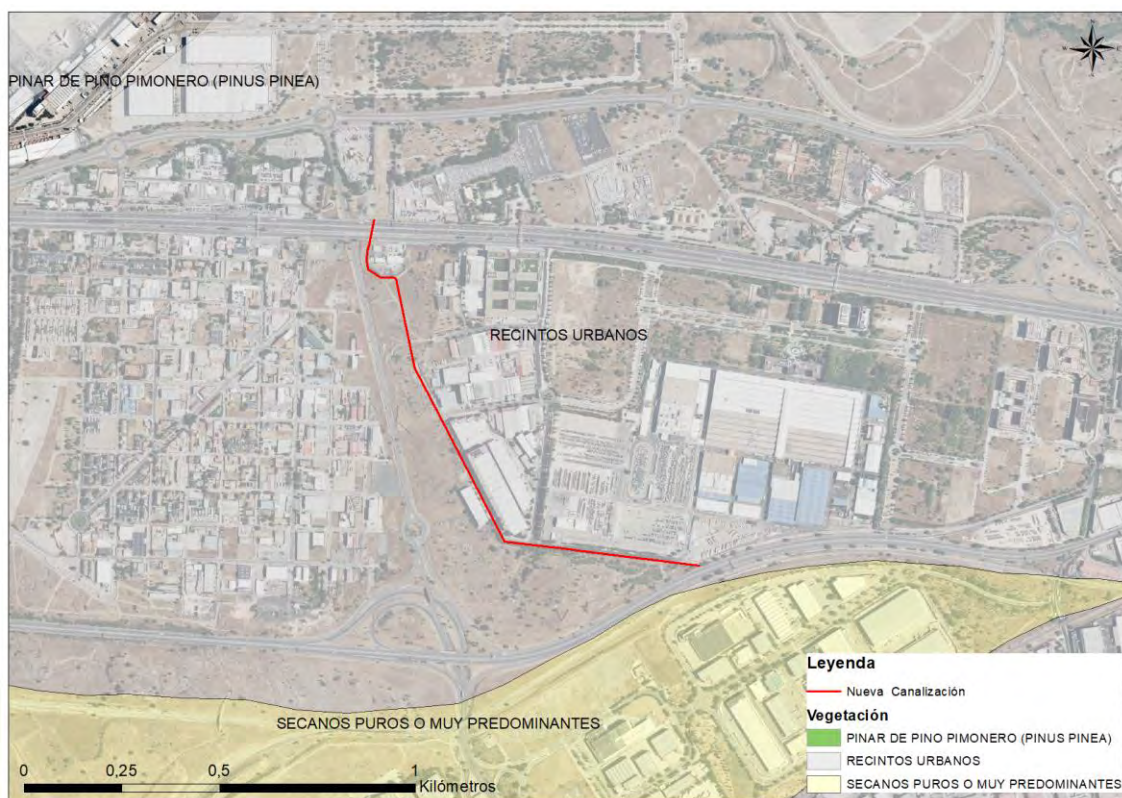 PINAR DE PINO PIMONERO (PINUS PINEA)
RECINTOS URBANOS
SECANOS PUROS O MUY PREDOMINANTES
Leyenda
Nueva Canalización
Vegetación
PINAR DE PINO PIMONERO (PINUS PINEA)
RECINTOS URBANOS
SECANOS PUROS O MUY PREDOMINANTES
0 0,25 0,5 1
Kilómetros